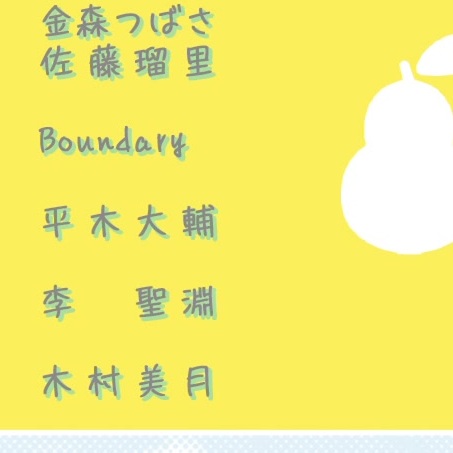 金森つばさ
佐藤瑠里
Boundary
平木大輔
李 聖淵
木村美月